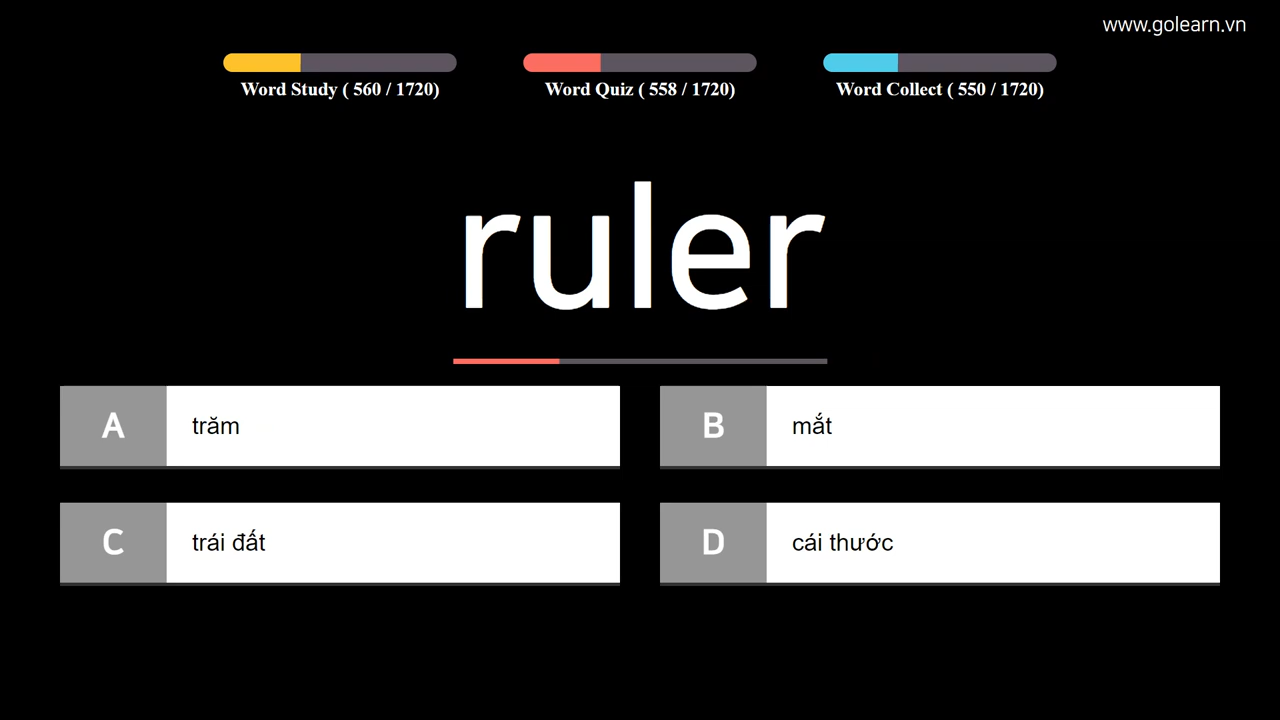 www.golearn.vn
Word Study ( 560 / 1720)
Word Quiz ( 558 / 1720)
Word Collect ( 550 / 1720)
ruler
A trăm
B mắt
C trái đất
D cái thước